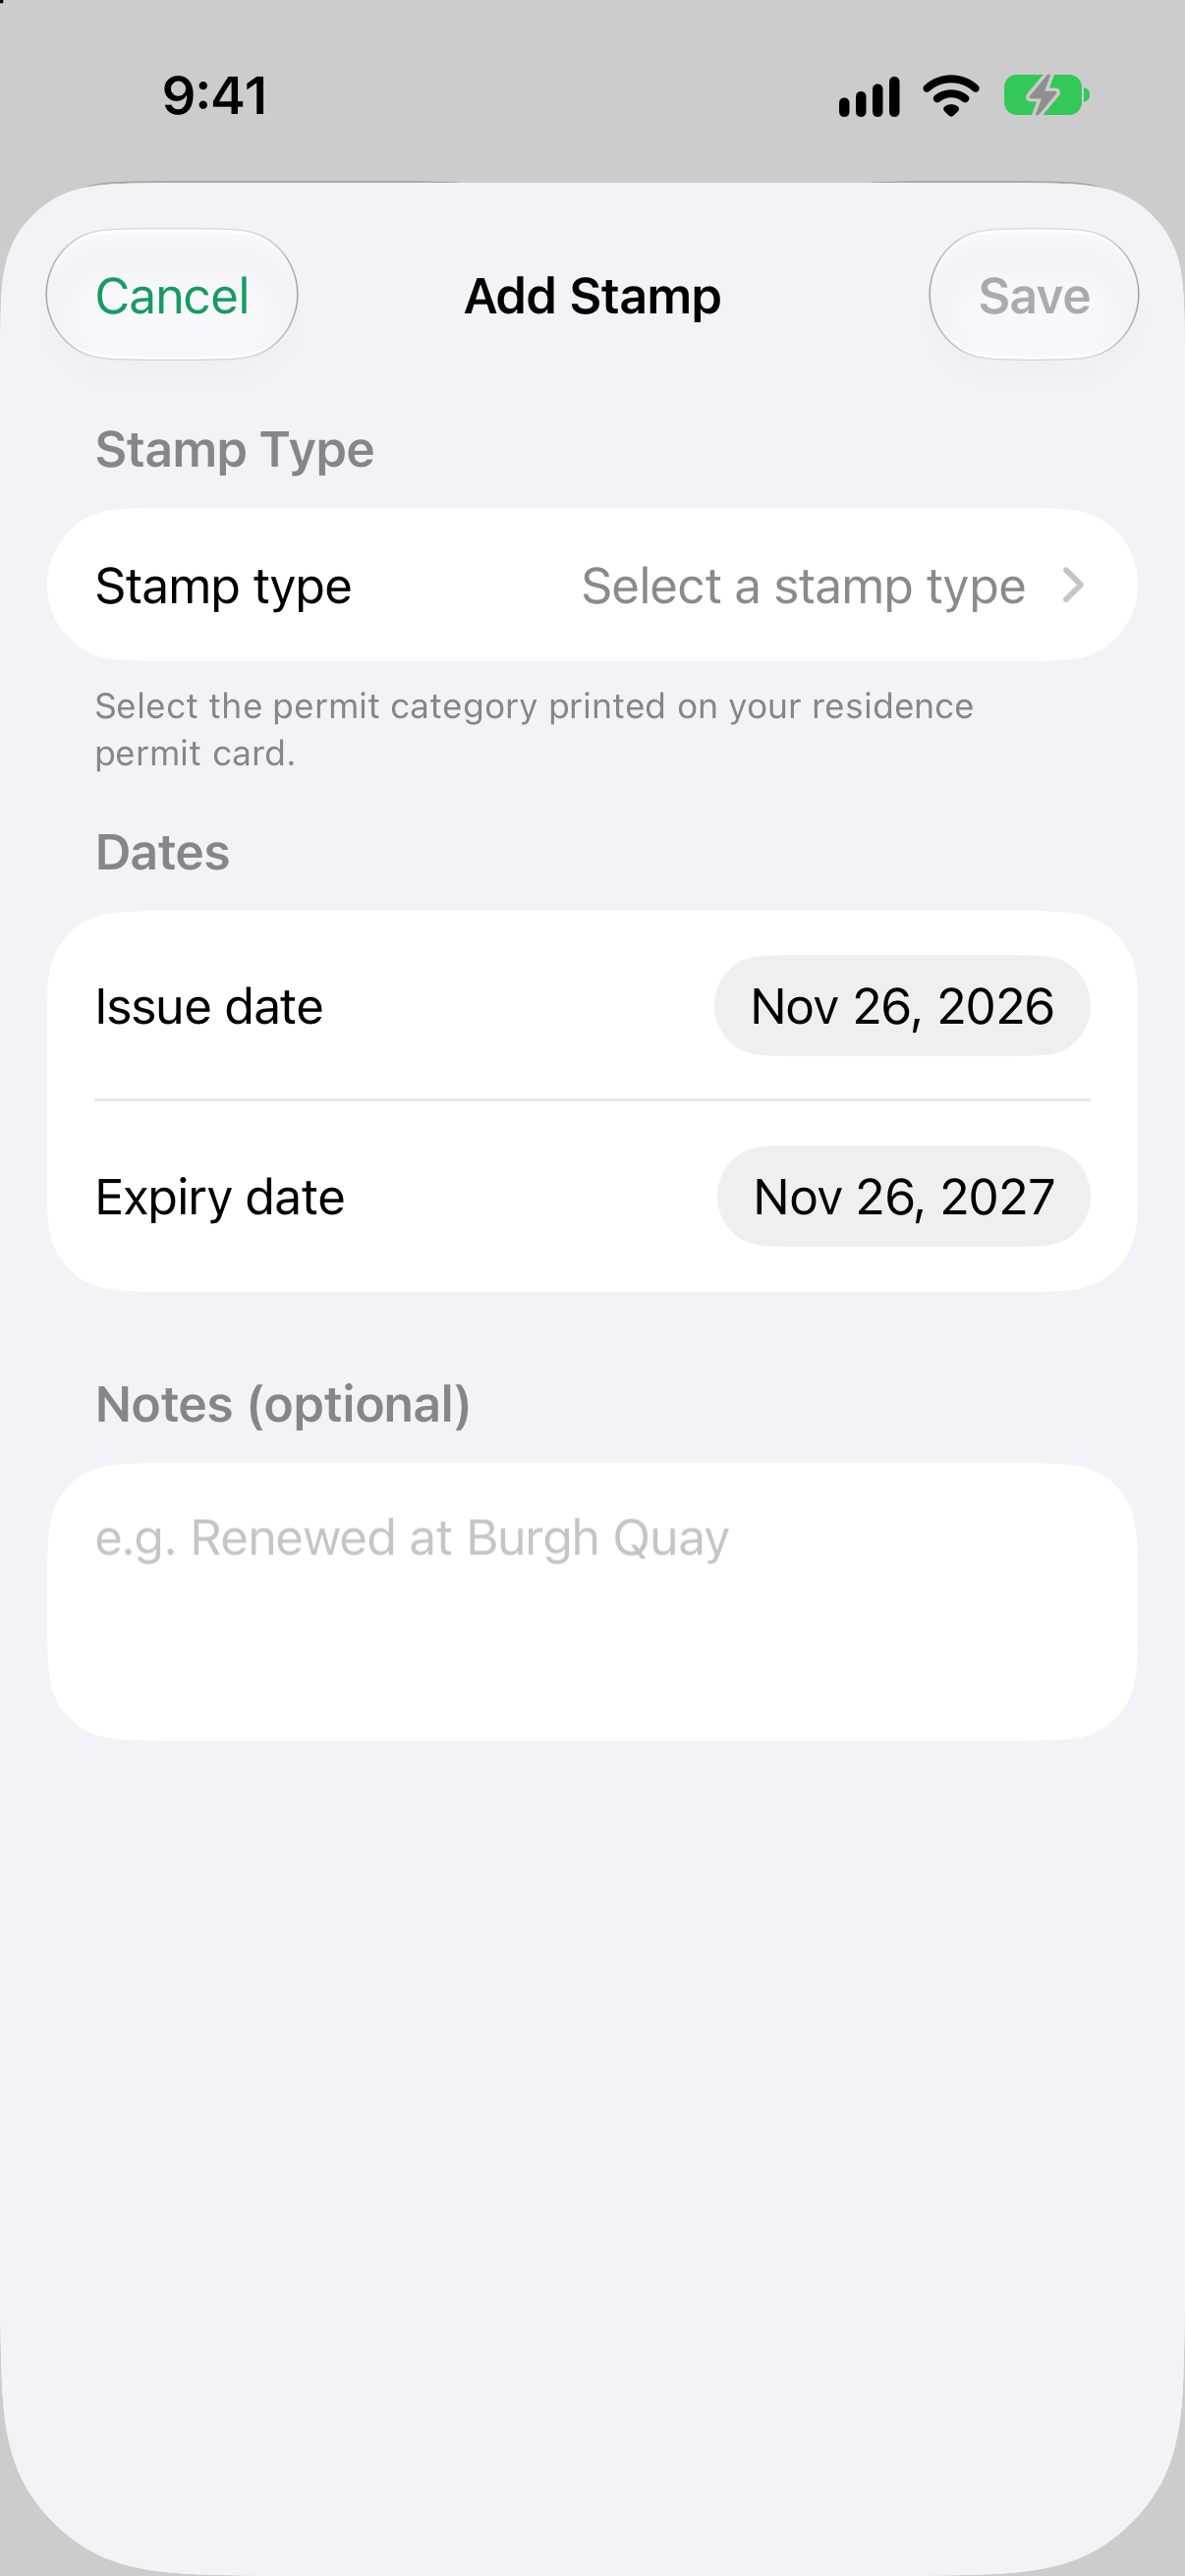 9:41
Cancel
Add Stamp
Save
Stamp Type
Stamp type
Select a stamp type
Select the permit category printed on your residence
permit card.
Dates
Issue date
Nov 26, 2026
Expiry date
Nov 26, 2027
Notes (optional)
e.g. Renewed at Burgh Quay